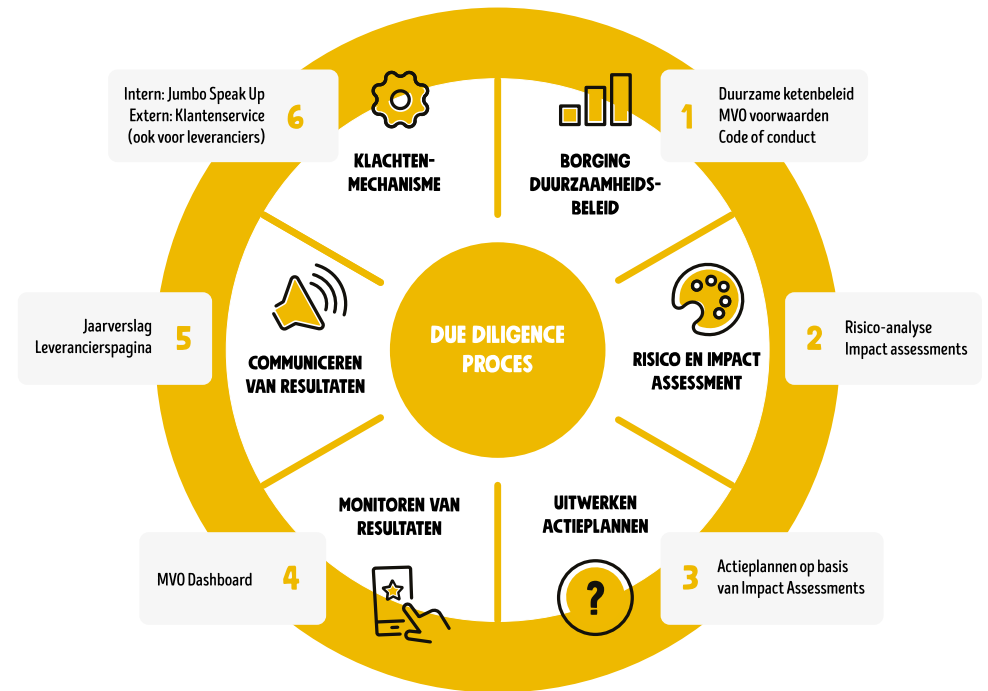 DUE DILIGENCE
PROCES
BORGING
DUURZAAMHEIDS-
BELEID
1
Duurzame ketenbeleid
MVO voorwaarden
Code of conduct
RISICO EN IMPACT
ASSESSMENT
2
Risico-analyse
Impact assessments
UITWERKEN
ACTIEPLANNEN
?
3
Actieplannen op basis
van Impact Assessments
MONITOREN VAN
RESULTATEN
4
MVO Dashboard
COMMUNICEREN
VAN RESULTATEN
5
Jaarverslag
Leverancierspagina
KLACHTEN-
MECHANISME
6
Intern: Jumbo Speak Up
Extern: Klantenservice
(ook voor leveranciers)